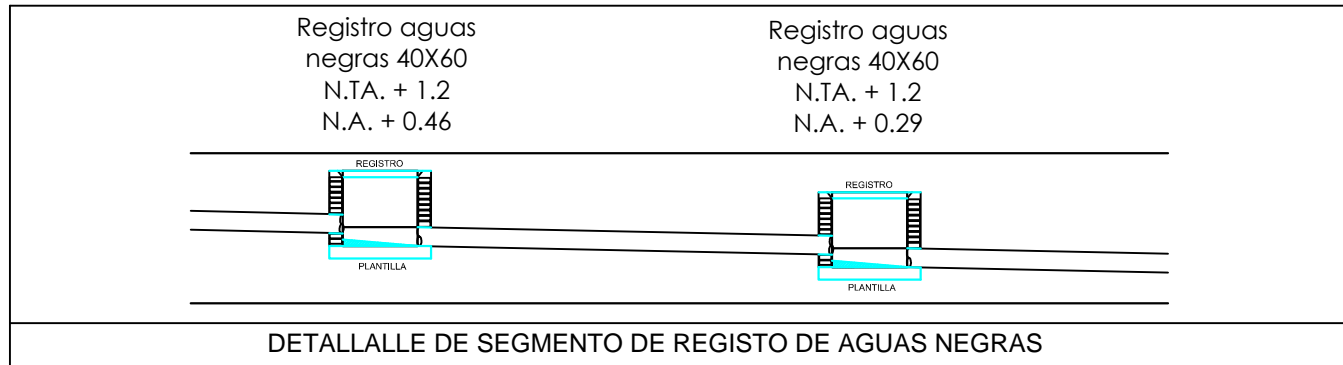 Registro aguas
negras 40X60
N.TA. + 1.2
N.A. + 0.46
Registro aguas
negras 40X60
N.TA. + 1.2
N.A. + 0.29
REGISTRO
PLANTILLA
REGISTRO
PLANTILLA
DETALLALLE DE SEGMENTO DE REGISTO DE AGUAS NEGRAS